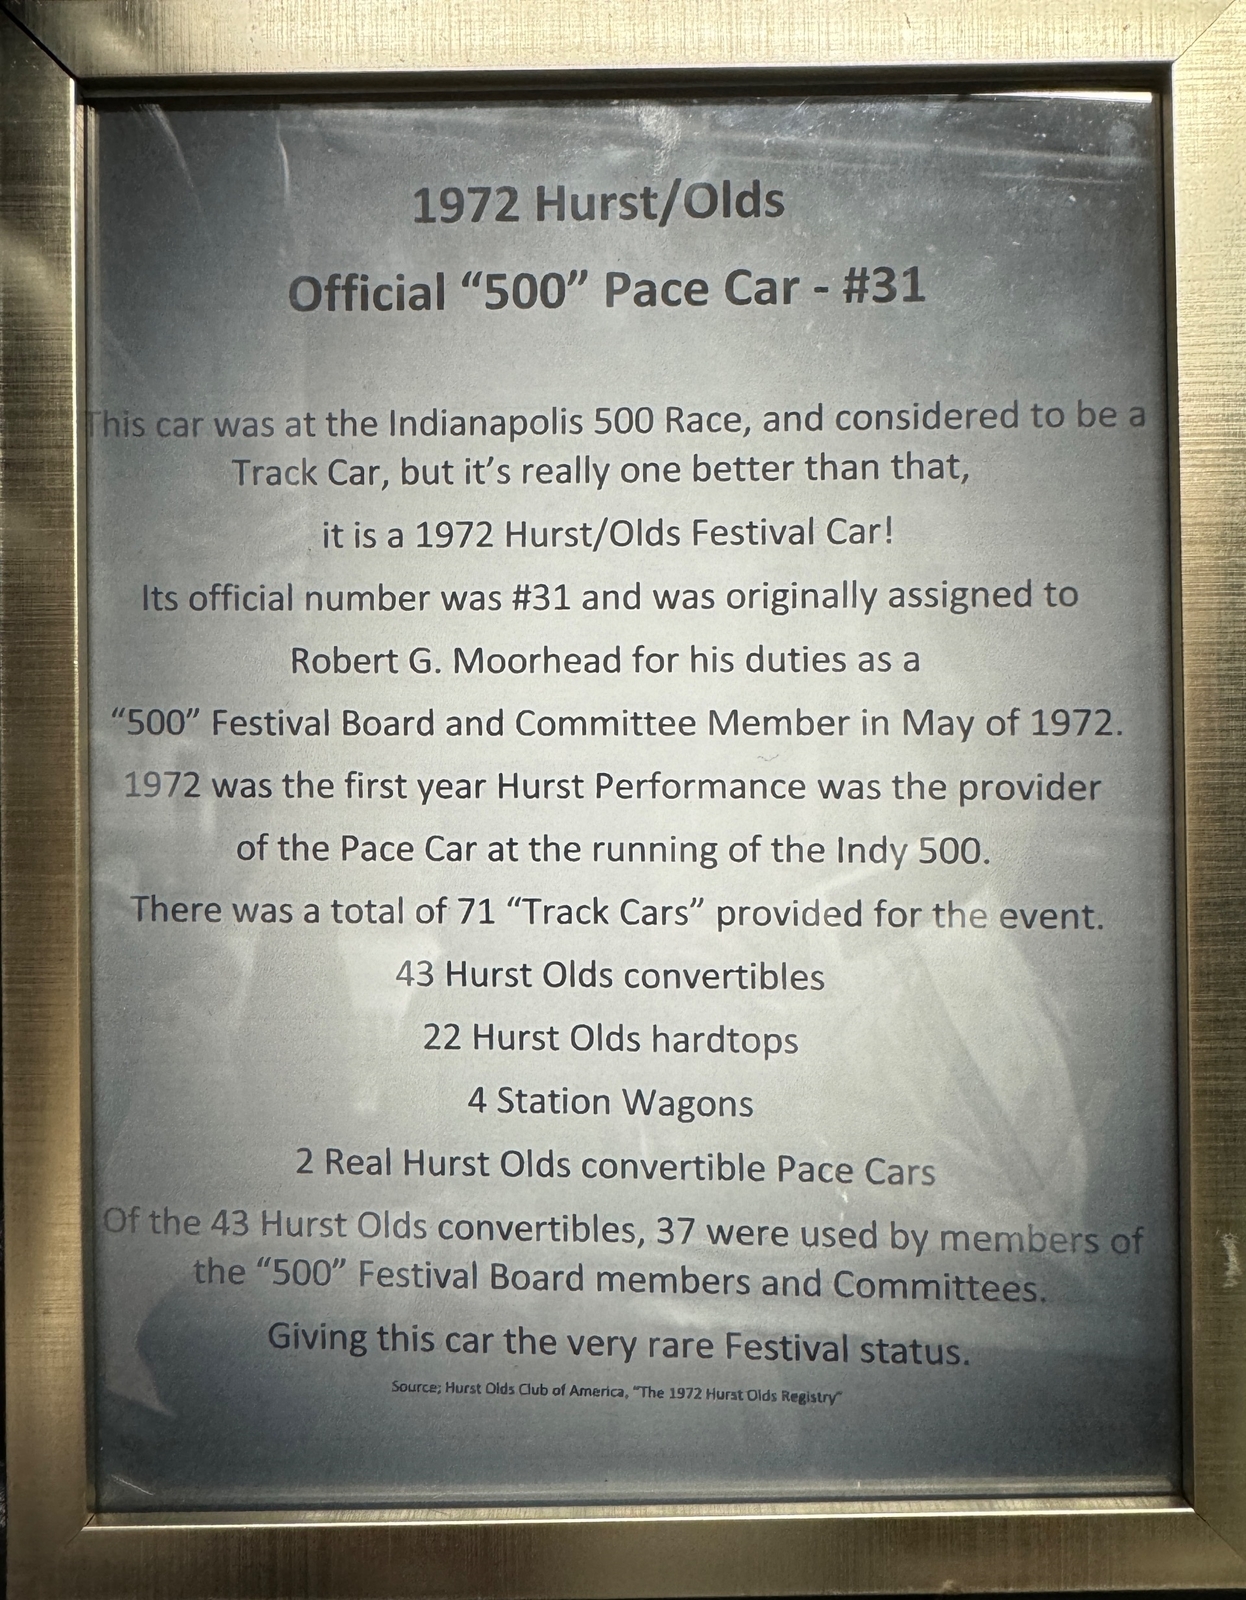 1972 Hurst/Olds
Official “500” Pace Car - #31
This car was at the Indianapolis 500 Race, and considered to be a
Track Car, but it’s really one better than that,
it is a 1972 Hurst/Olds Festival Car!
Its official number was #31 and was originally assigned to
Robert G. Moorhead for his duties as a
“500” Festival Board and Committee Member in May of 1972.
1972 was the first year Hurst Performance was the provider
of the Pace Car at the running of the Indy 500.
There was a total of 71 “Track Cars” provided for the event.
43 Hurst Olds convertibles
22 Hurst Olds hardtops
4 Station Wagons
2 Real Hurst Olds convertible Pace Cars
Of the 43 Hurst Olds convertibles, 37 were used by members of
the “500” Festival Board members and Committees.
Giving this car the very rare Festival status.
Source; Hurst Olds Club of America, “The 1972 Hurst Olds Registry”